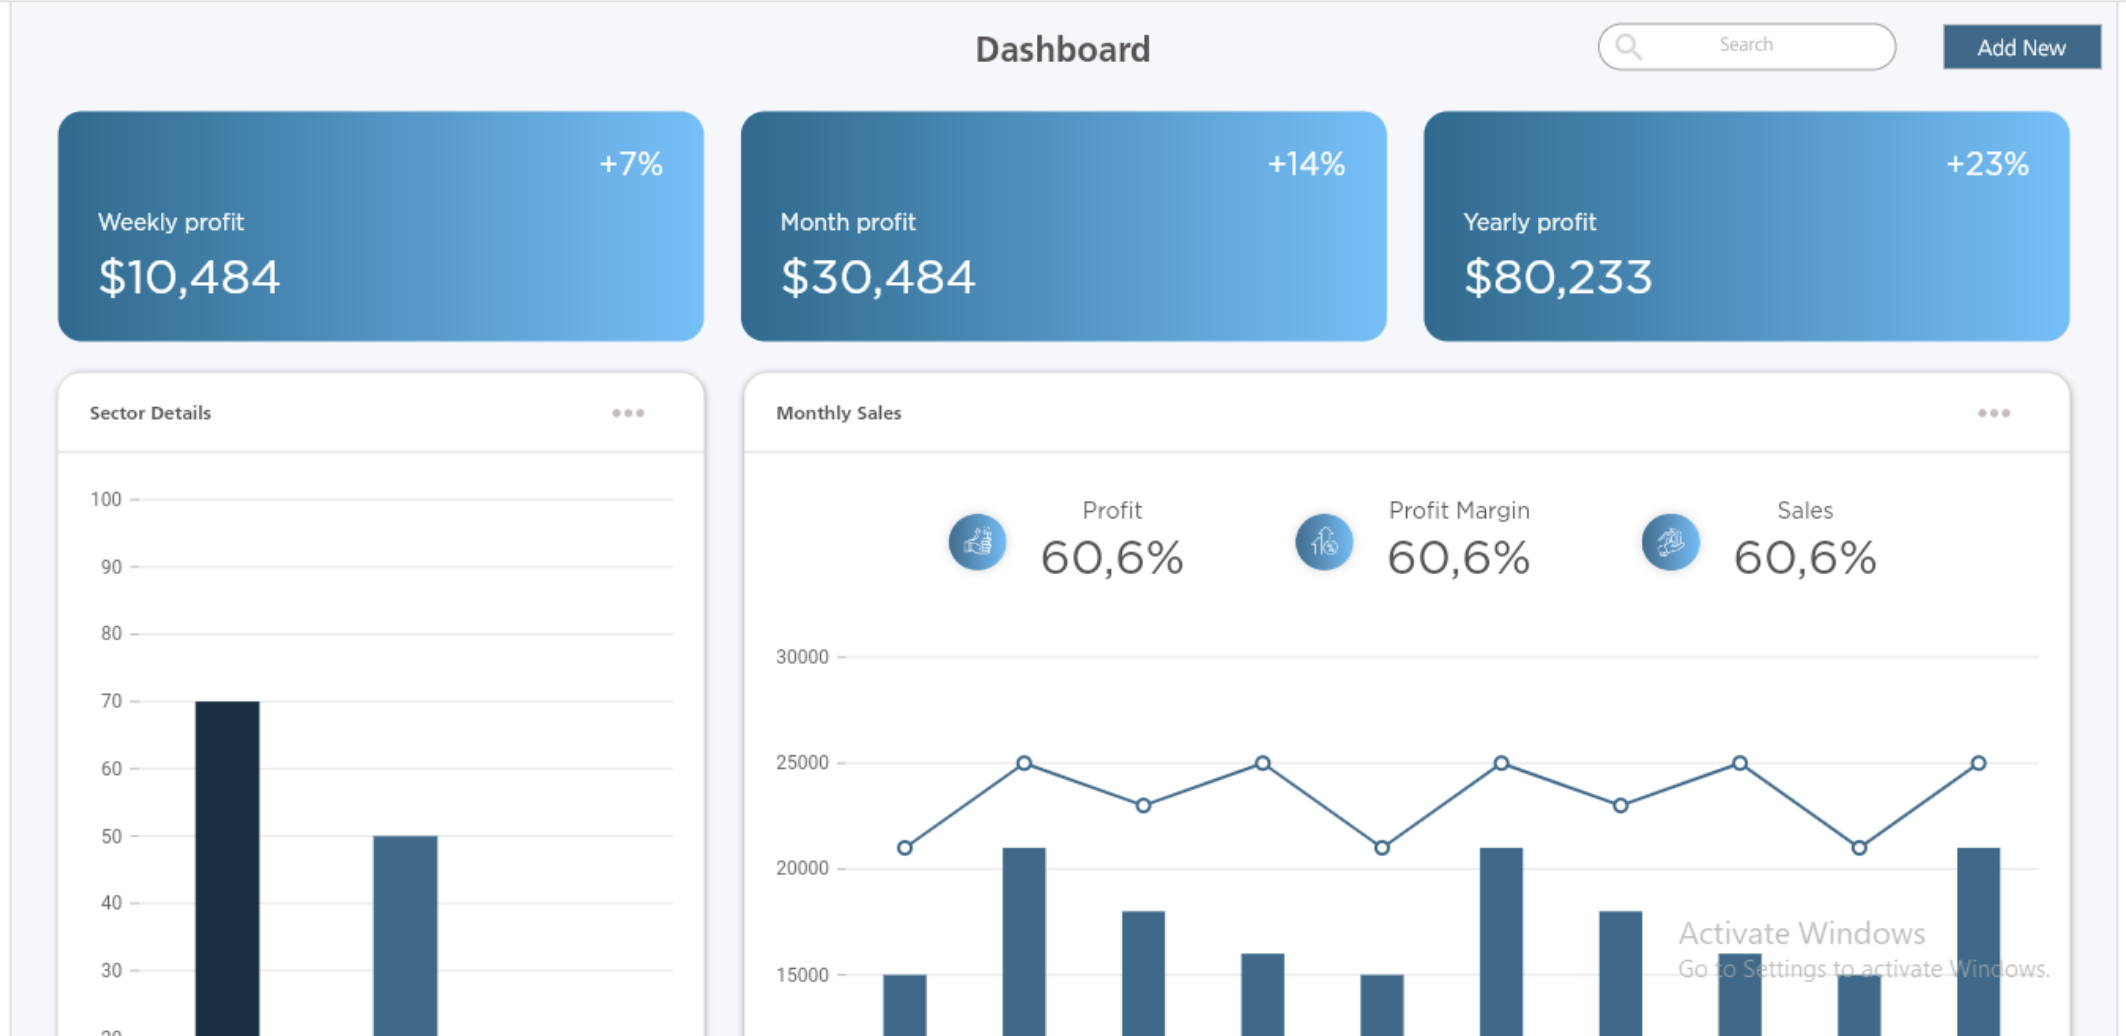 Dashboard
Search
Add New
+7%
Weekly profit
$10,484
+14%
Month profit
$30,484
+23%
Yearly profit
$80,233
Sector Details
100
90
80
70
60
50
40
30
Monthly Sales
Profit
60,6%
Profit Margin
60,6%
Sales
60,6%
30000
25000
20000
15000
Activate Windows
Go to Settings to activate Windows.